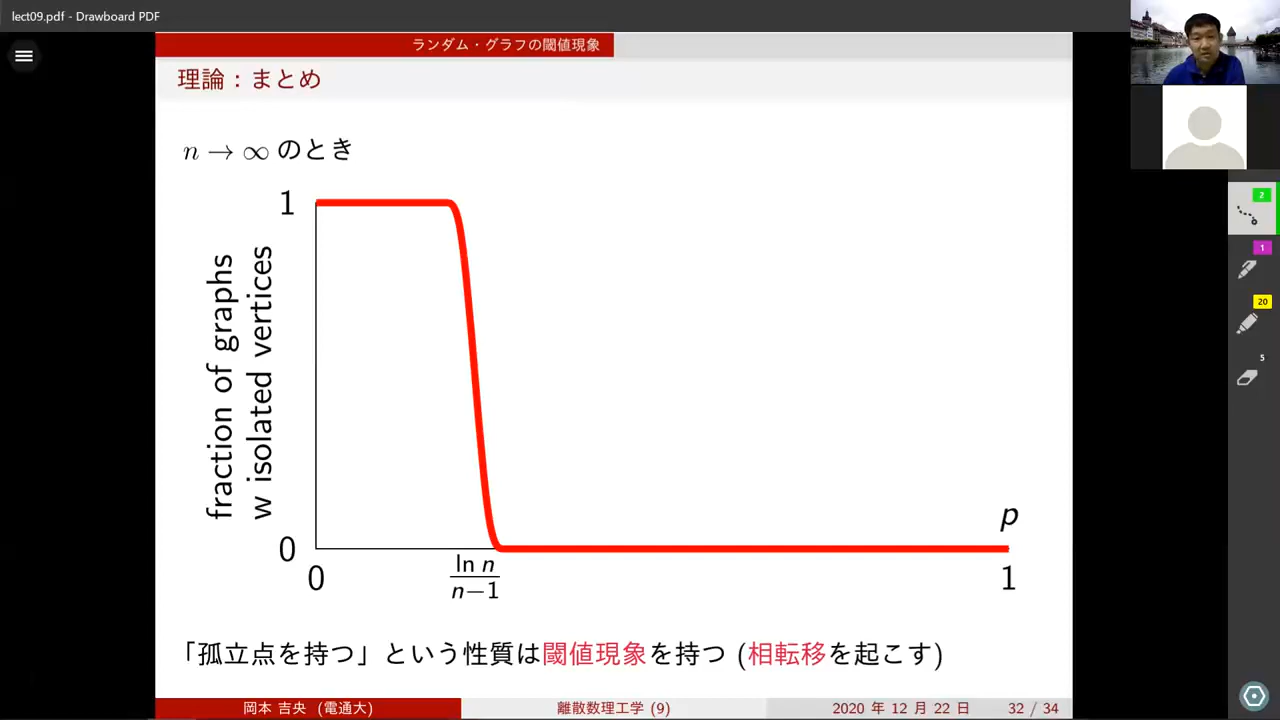 lect09.pdf - Drawboard PDF
ランダム・グラフの閾値現象
理論：まとめ
n → ∞ のとき
1
fraction of graphs
w isolated vertices
p
0
0
ln n
n−1
1
「孤立点を持つ」という性質は閾値現象を持つ (相転移を起こす)
岡本 吉央 (電通大)
離散数理工学 (9)
2020 年 12 月 22 日
32 / 34
2
1
20
5